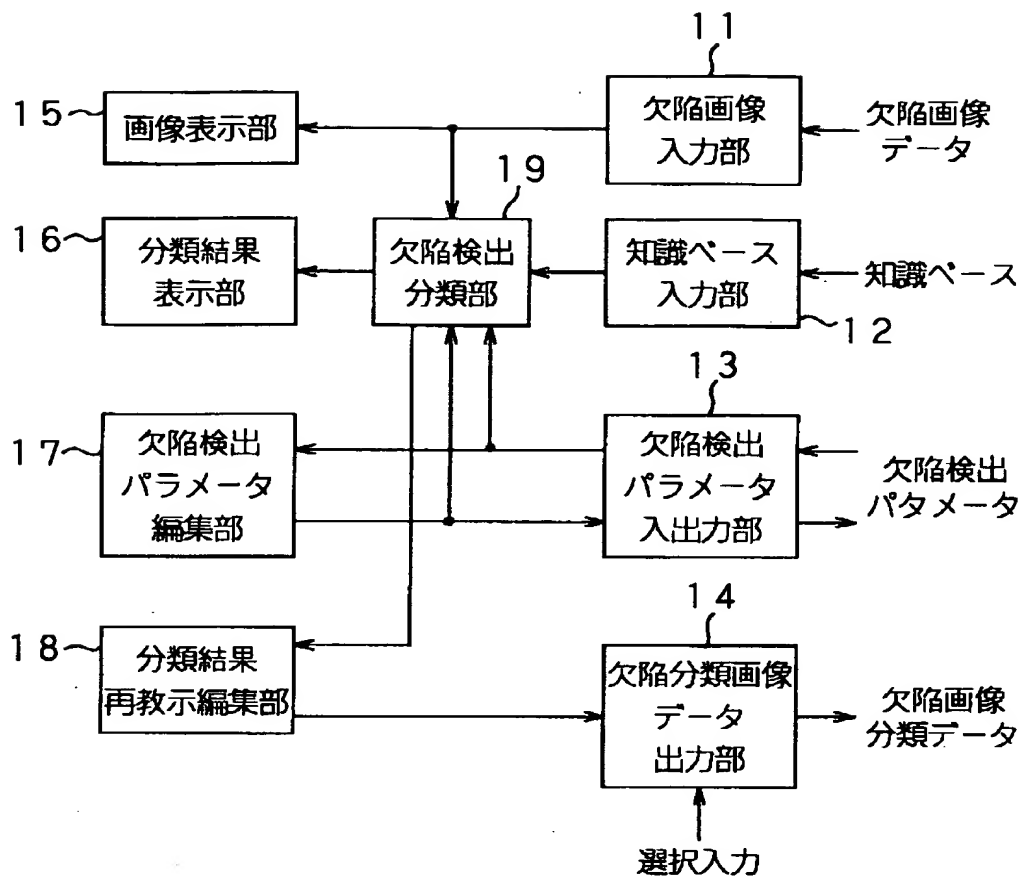 11
15
画像表示部
欠陥画像
入力部
欠陥画像
データ
19
16
分類結果
表示部
欠陥検出
分類部
知識ベース
入力部
知識ベース
12
13
17
欠陥検出
パラメータ
編集部
欠陥検出
パラメータ
入出力部
欠陥検出
パタメータ
14
18
分類結果
再教示編集部
欠陥分類画像
データ
出力部
欠陥画像
分類データ
選択入力